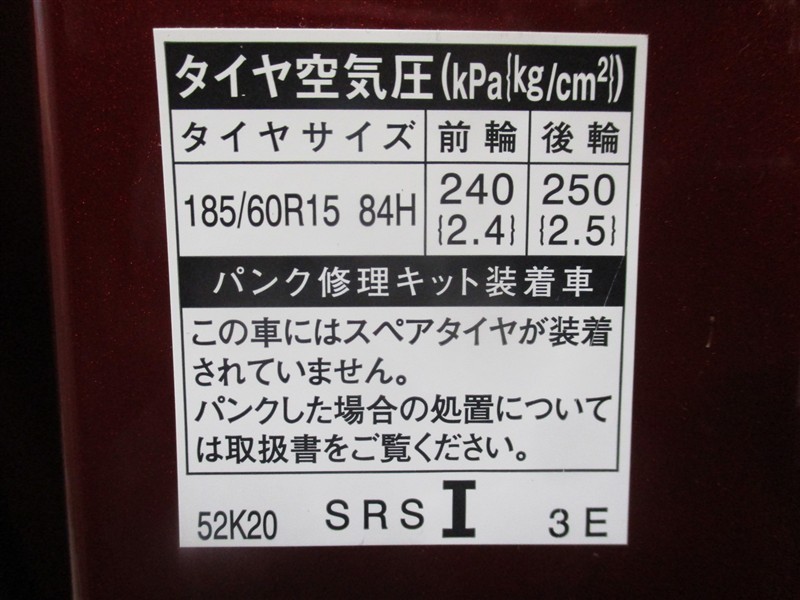 タイヤ空気圧(kPa{kg/cm²})
タイヤサイズ 前輪 後輪
185/60R15 84H 240 250
{2.4} {2.5}
パンク修理キット装着車
この車にはスペアタイヤが装着
されていません。
パンクした場合の処置について
は取扱書をご覧ください。
52K20 SRS I 3E